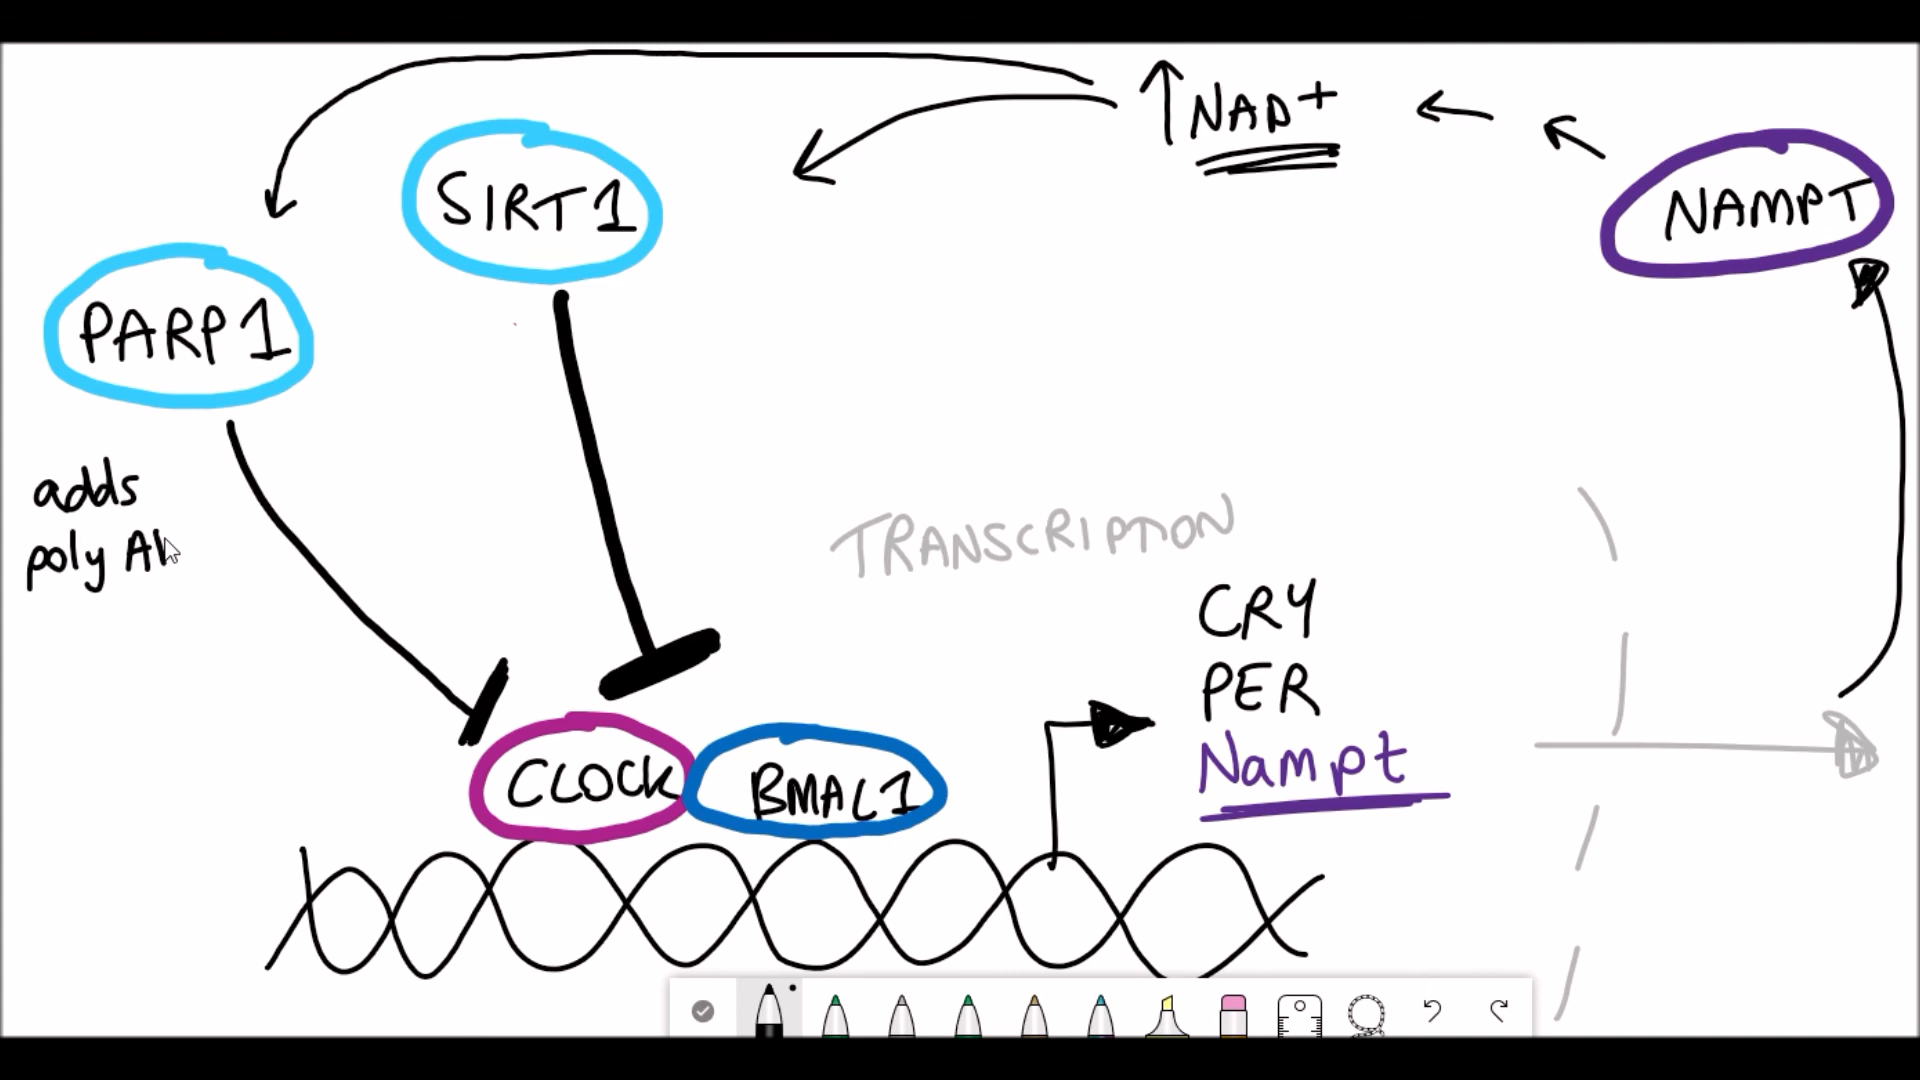 ↑NAD+
SIRT1
NAMPT
PARP1
adds
poly
TRANSCRIPTION
CRY
PER
Nampt
CLOCK
BMAL1